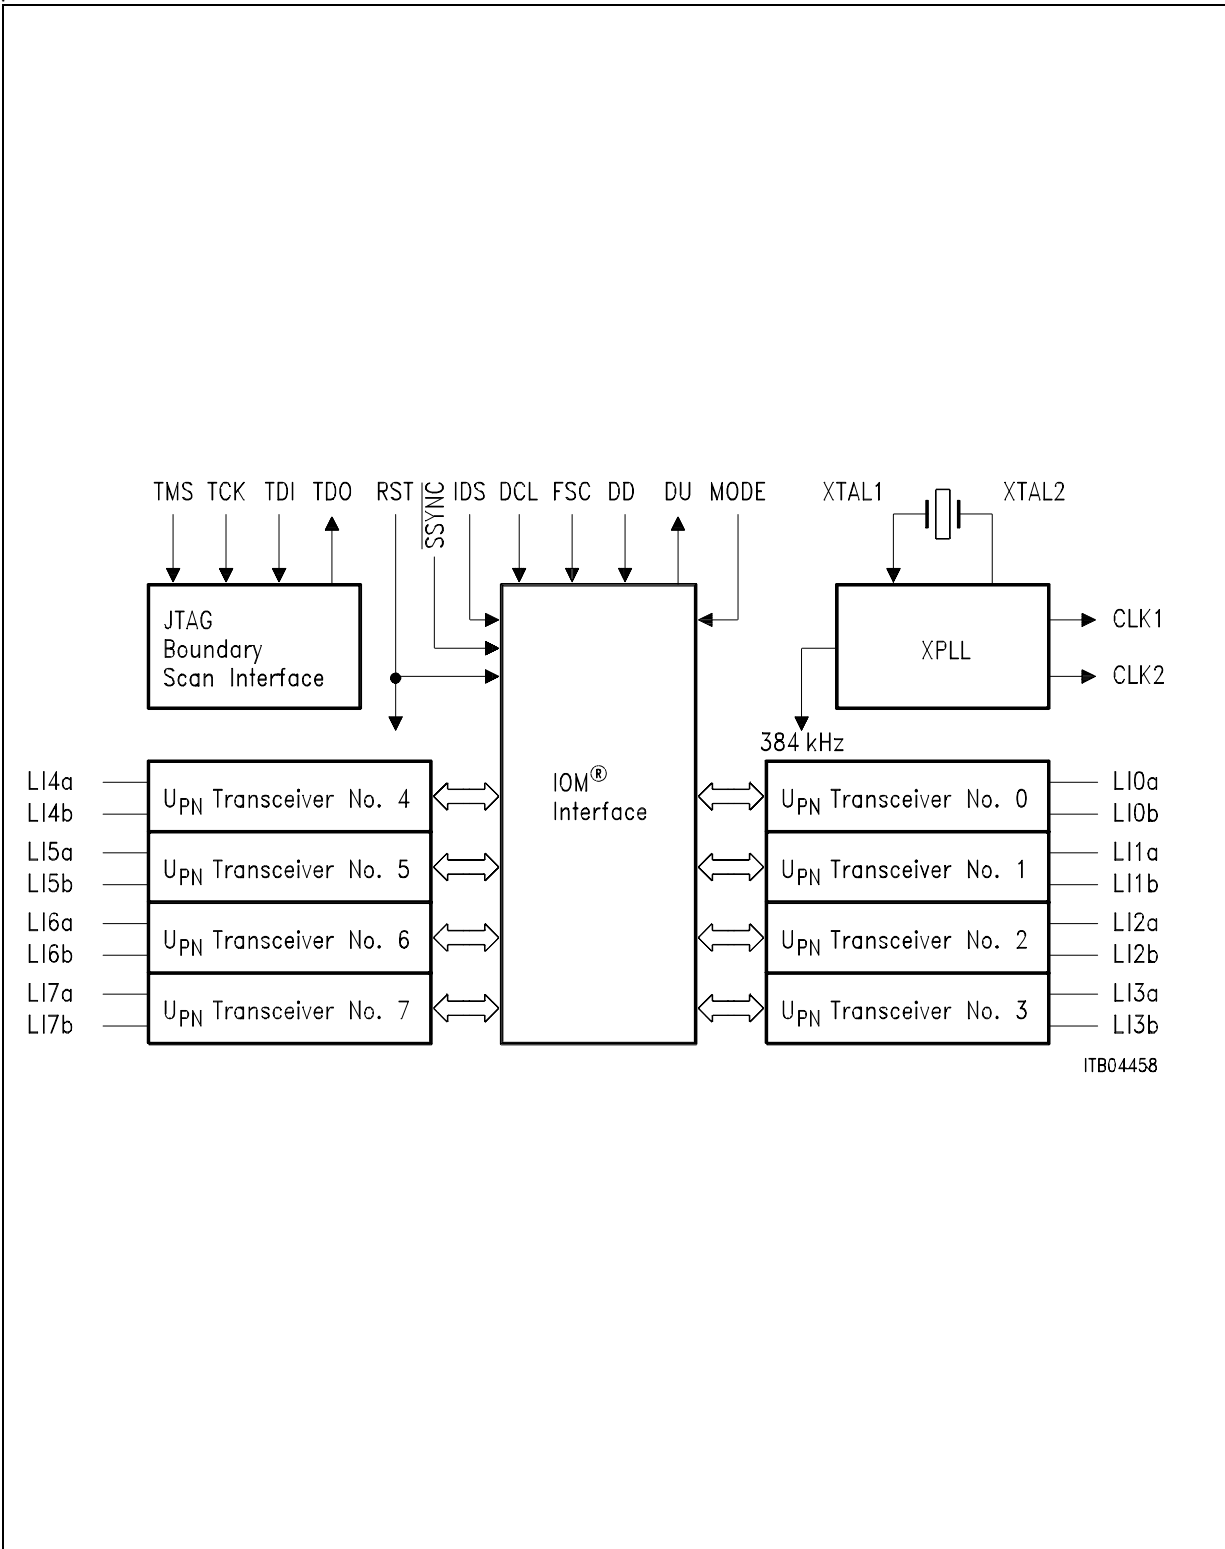 TMS TCK TDI TDO RST SSYNC IDS DCL FSC DD DU MODE XTAL1 XTAL2
JTAG
Boundary
Scan Interface
XPLL
CLK1
CLK2
384 kHz
IOM®
Interface
LI4a
LI4b
UPN Transceiver No. 4
LI5a
LI5b
UPN Transceiver No. 5
LI6a
LI6b
UPN Transceiver No. 6
LI7a
LI7b
UPN Transceiver No. 7
UPN Transceiver No. 0
LI0a
LI0b
UPN Transceiver No. 1
LI1a
LI1b
UPN Transceiver No. 2
LI2a
LI2b
UPN Transceiver No. 3
LI3a
LI3b
ITB04458